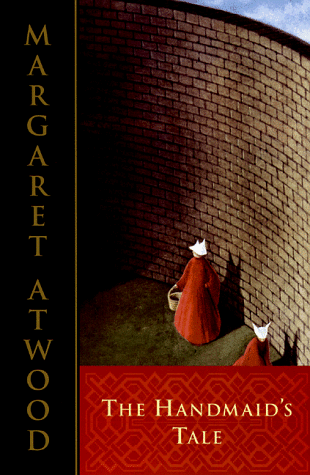 MARGARET ATWOOD
THE HANDMAID'S
TALE